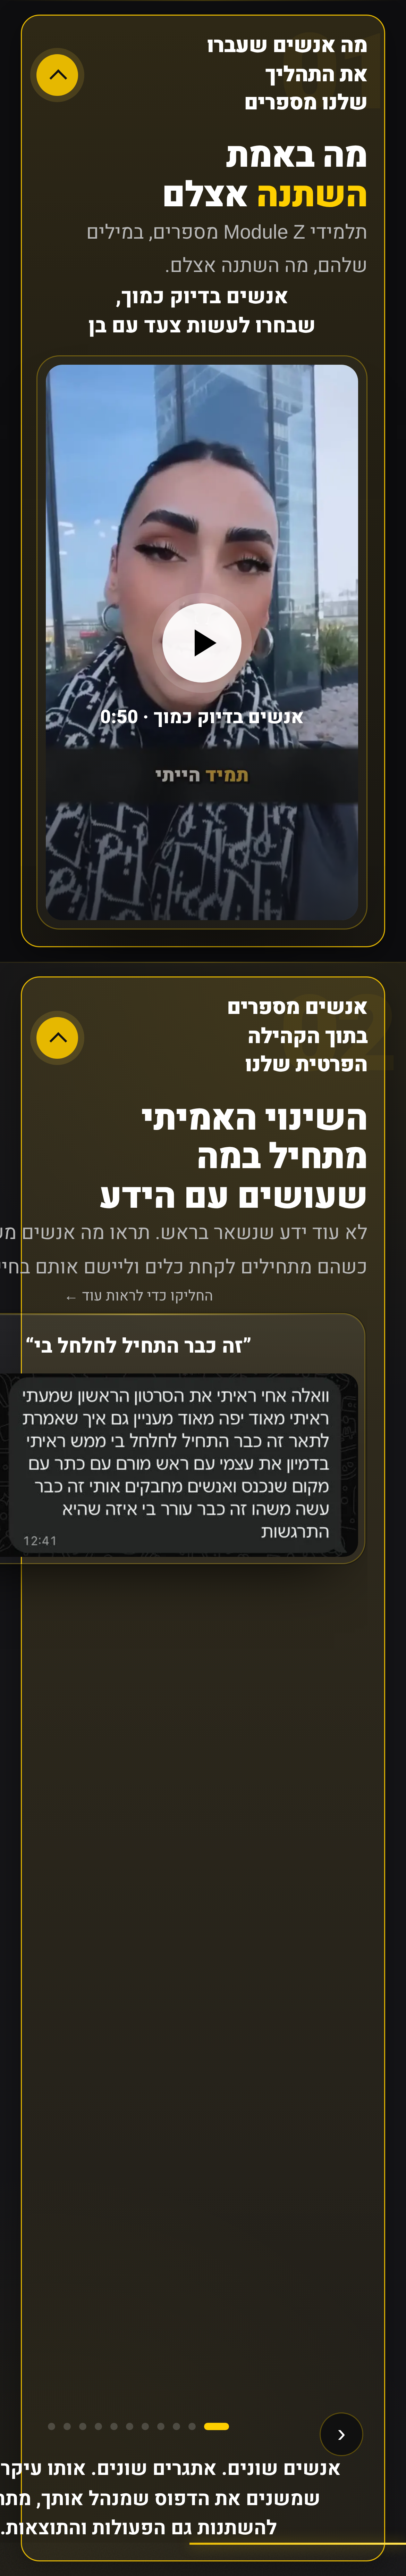 01
מה אנשים שעברו
את התהליך
שלנו מספרים
מה באמת
השתנה אצלם
תלמידי Module Z מספרים, במילים
שלהם, מה השתנה אצלם.
אנשים בדיוק כמוך,
שבחרו לעשות צעד עם בן
אנשים בדיוק כמוך · 0:50
תמיד הייתי
2
אנשים מספרים
בתוך הקהילה
הפרטית שלנו
השינוי האמיתי
מתחיל במה
שעושים עם הידע
לא עוד ידע שנשאר בראש. תראו מה אנשים
כשהם מתחילים לקחת כלים וליישם אותם
החליקו כדי לראות עוד ←
”זה כבר התחיל לחלחל בי“
וואלה אחי ראיתי את הסרטון הראשון שמעתי
ראיתי מאוד יפה מאוד מעניין גם איך שאמרת
לתאר זה כבר התחיל לחלחל בי ממש ראיתי
בדמיון את עצמי עם ראש מורם עם כתר עם
מקום שנכנס ואנשים מחבקים אותי זה כבר
עשה משהו זה כבר עורר בי איזה שהיא
התרגשות
12:41
›
אנשים שונים. אתגרים שונים. אותו
שמשנים את הדפוס שמנהל אותך,
להשתנות גם הפעולות והתוצאות.